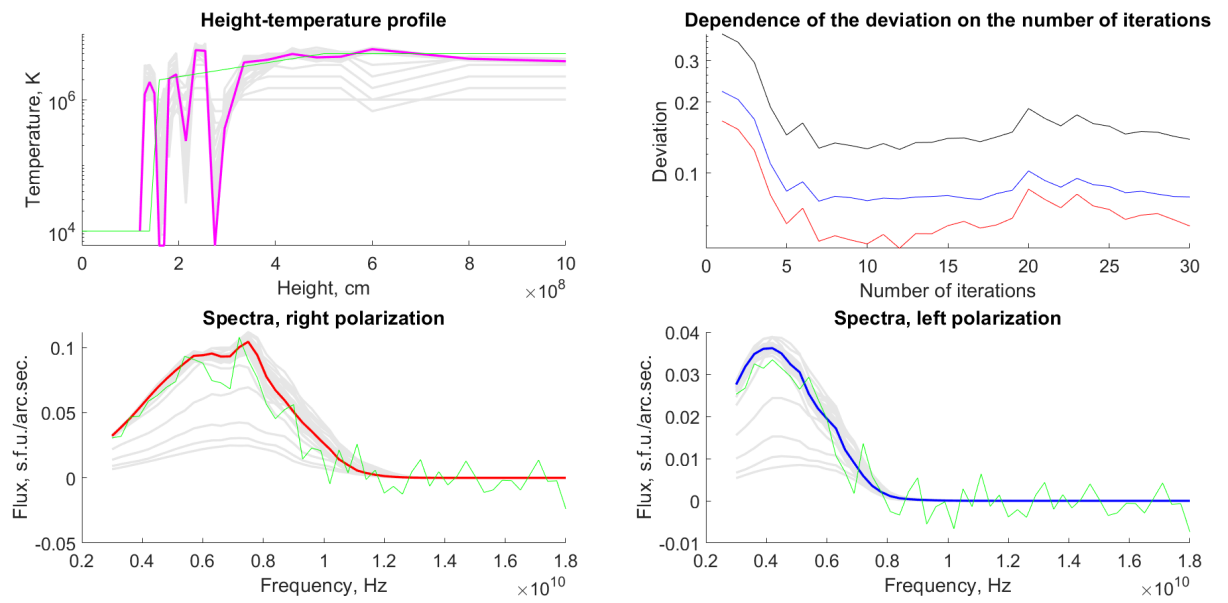 Height-temperature profile
Temperature, K
10^6
10^4
0 2 4 6 8 10
Height, cm
×10^8
Dependence of the deviation on the number of iterations
Deviation
0.3
0.2
0.1
0 5 10 15 20 25 30
Number of iterations
Spectra, right polarization
Flux, s.f.u./arc.sec.
0.1
0.05
0
-0.05
0.2 0.4 0.6 0.8 1 1.2 1.4 1.6 1.8
Frequency, Hz
×10^10
Spectra, left polarization
Flux, s.f.u./arc.sec.
0.04
0.03
0.02
0.01
0
-0.01
0.2 0.4 0.6 0.8 1 1.2 1.4 1.6 1.8
Frequency, Hz
×10^10